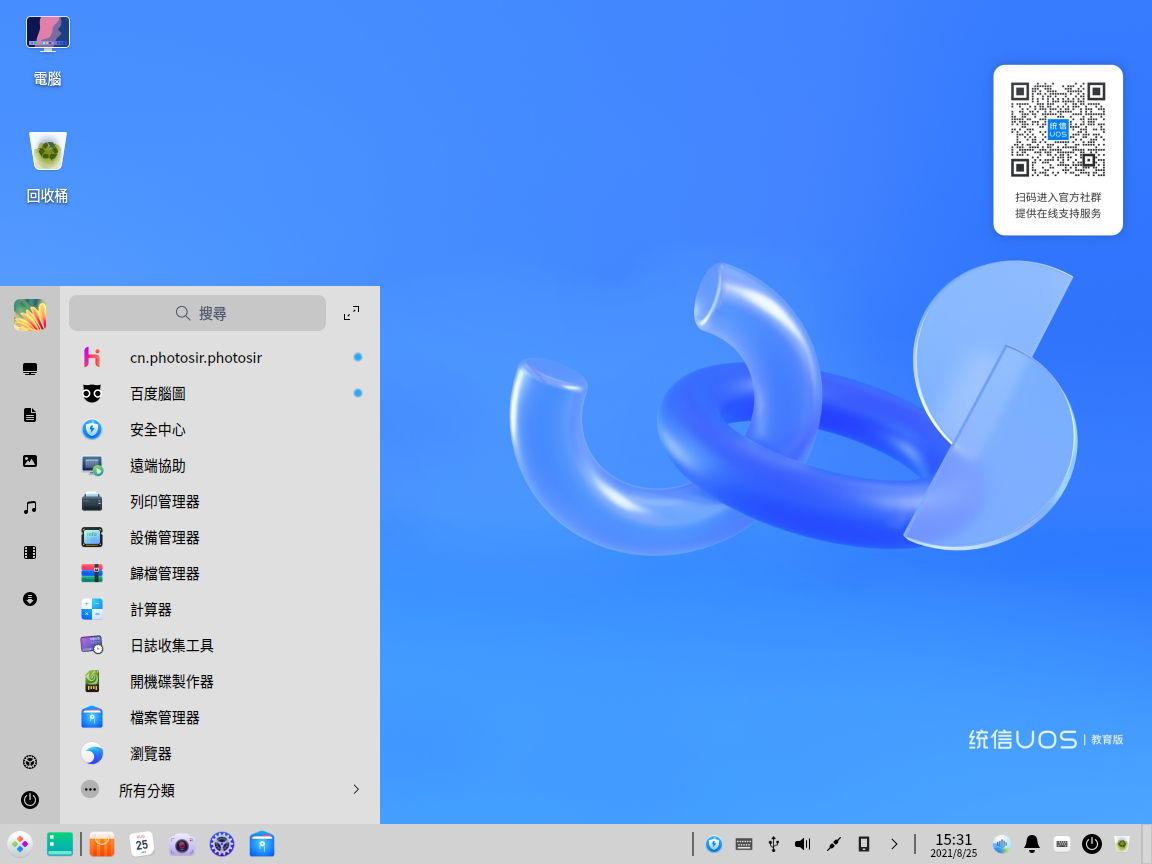 電腦
回收桶
统信
UOS
扫码进入官方社群
提供在线支持服务
搜尋
cn.photosir.photosir
百度腦圖
安全中心
遠端協助
列印管理器
設備管理器
歸檔管理器
計算器
日誌收集工具
開機碟製作器
檔案管理器
瀏覽器
所有分類
统信UOS | 教育版
25
15:31
2021/8/25